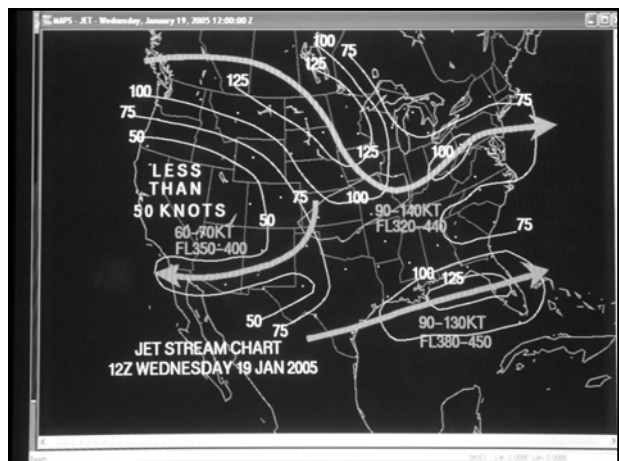 MAPS - JET - Wednesday, January 19, 2005 12:00:00 Z
100
75
125
125
100
75
50
75
LESS
THAN
50 KNOTS
125
100
75
100
50
60-70KT
FL350-400
90-140KT
FL320-440
75
100
125
50
75
90-130KT
FL380-450
JET STREAM CHART
12Z WEDNESDAY 19 JAN 2005
Ready